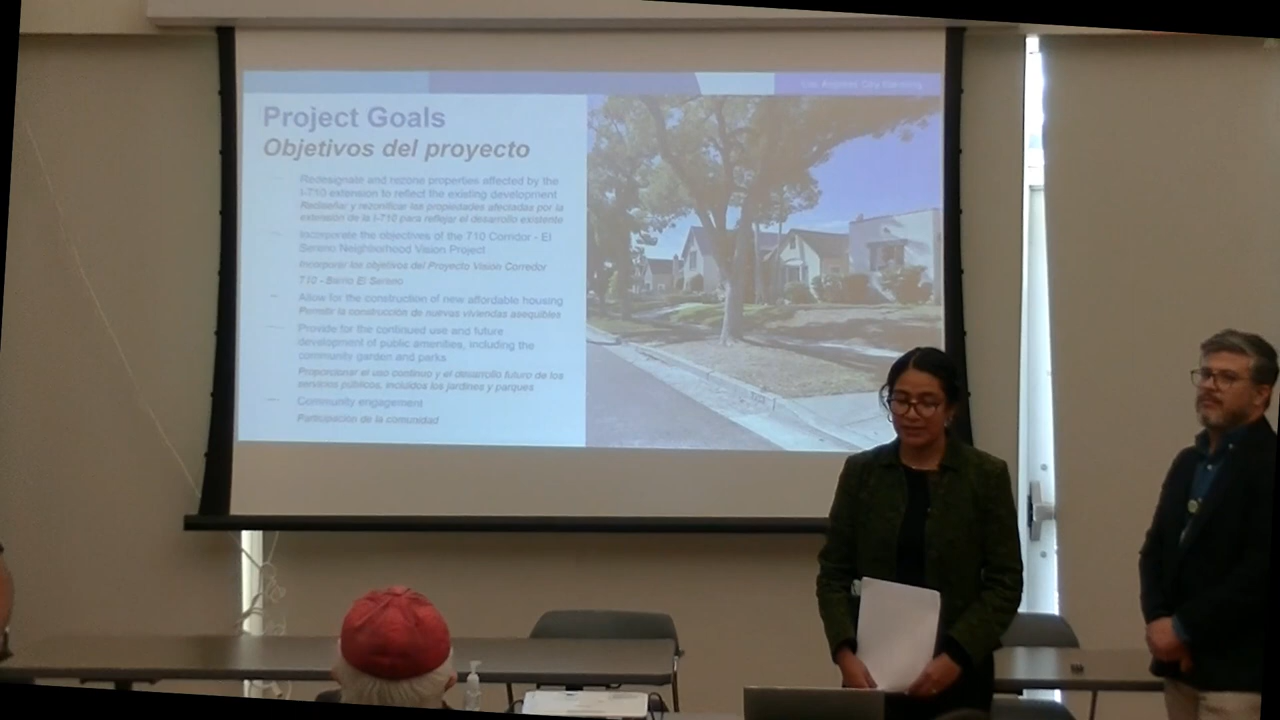 Los Angeles City Planning
Project Goals
Objetivos del proyecto
Redesignate and rezone properties affected by the
I-710 extension to reflect the existing development
Rediseñar y rezonificar las propiedades afectadas por la
extensión de la I-710 para reflejar el desarrollo existente
Incorporate the objectives of the 710 Corridor - El
Sereno Neighborhood Vision Project
Incorporar los objetivos del Proyecto Vision Corredor
710 - Barrio El Sereno
Allow for the construction of new affordable housing
Permitir la construcción de nuevas viviendas asequibles
Provide for the continued use and future
development of public amenities, including the
community garden and parks
Proporcionar el uso continuo y el desarrollo futuro de los
servicios públicos, incluidos los jardines y parques
Community engagement
Participación de la comunidad